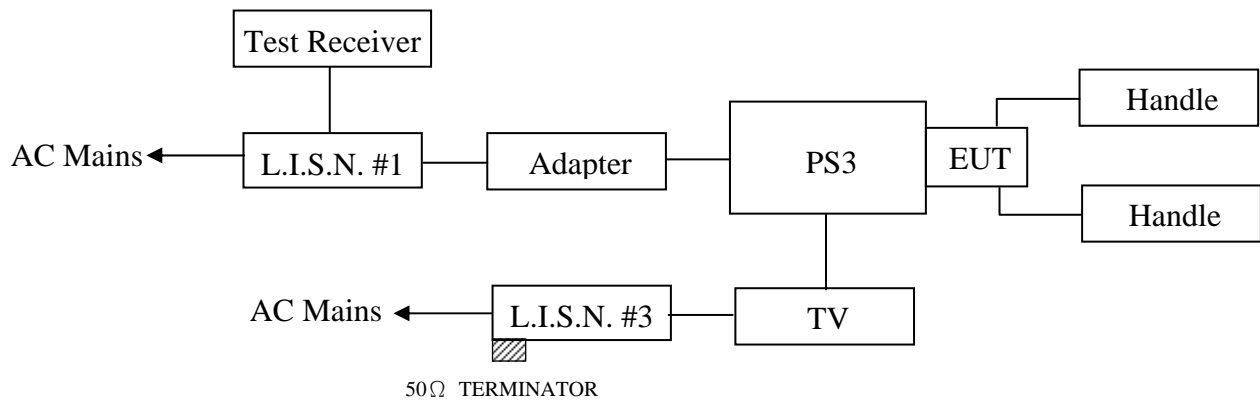 Test Receiver
Handle
AC Mains
L.I.S.N. #1
Adapter
PS3
EUT
Handle
AC Mains
L.I.S.N. #3
TV
50Ω TERMINATOR